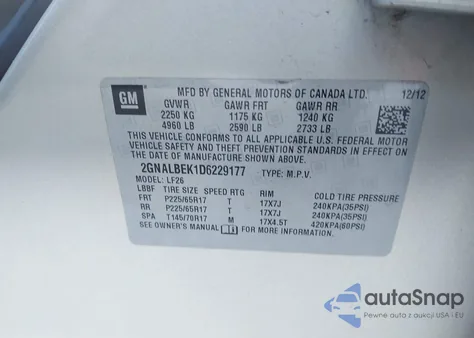 GM
MFD BY GENERAL MOTORS OF CANADA LTD. 12/12
GVWR GAWR FRT GAWR RR
2250 KG 1175 KG 1240 KG
4960 LB 2590 LB 2733 LB
THIS VEHICLE CONFORMS TO ALL APPLICABLE U.S. FEDERAL MOTOR
VEHICLE SAFETY AND THEFT PREVENTION STANDARDS IN EFFECT ON
THE DATE OF MANUFACTURE SHOWN ABOVE.
2GNALBEK1D6229177 TYPE: M.P.V.
MODEL: LF26
LBBF TIRE SIZE SPEED RTG RIM COLD TIRE PRESSURE
FRT P225/65R17 T 17X7J 240KPA(35PSI)
RR P225/65R17 T 17X7J 240KPA(35PSI)
SPA T145/70R17 M 17X4.5T 420KPA(60PSI)
SEE OWNER'S MANUAL FOR MORE INFORMATION.
autoSnap
Pewne auta z aukcji USA i EU